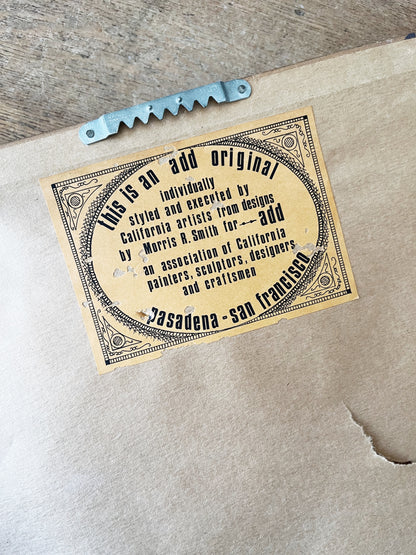 this is an add original
individually
styled and executed by
California artists from designs
by Morris R. Smith for add
an association of California
painters, sculptors, designers
and craftsmen
pasadena - san francisco